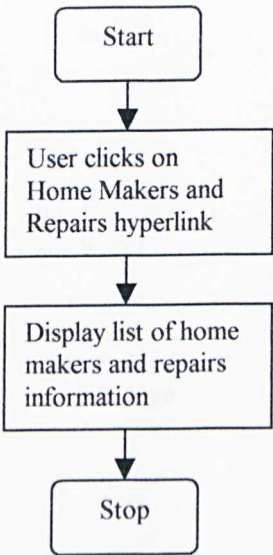 Start
User clicks on
Home Makers and
Repairs hyperlink
Display list of home
makers and repairs
information
Stop